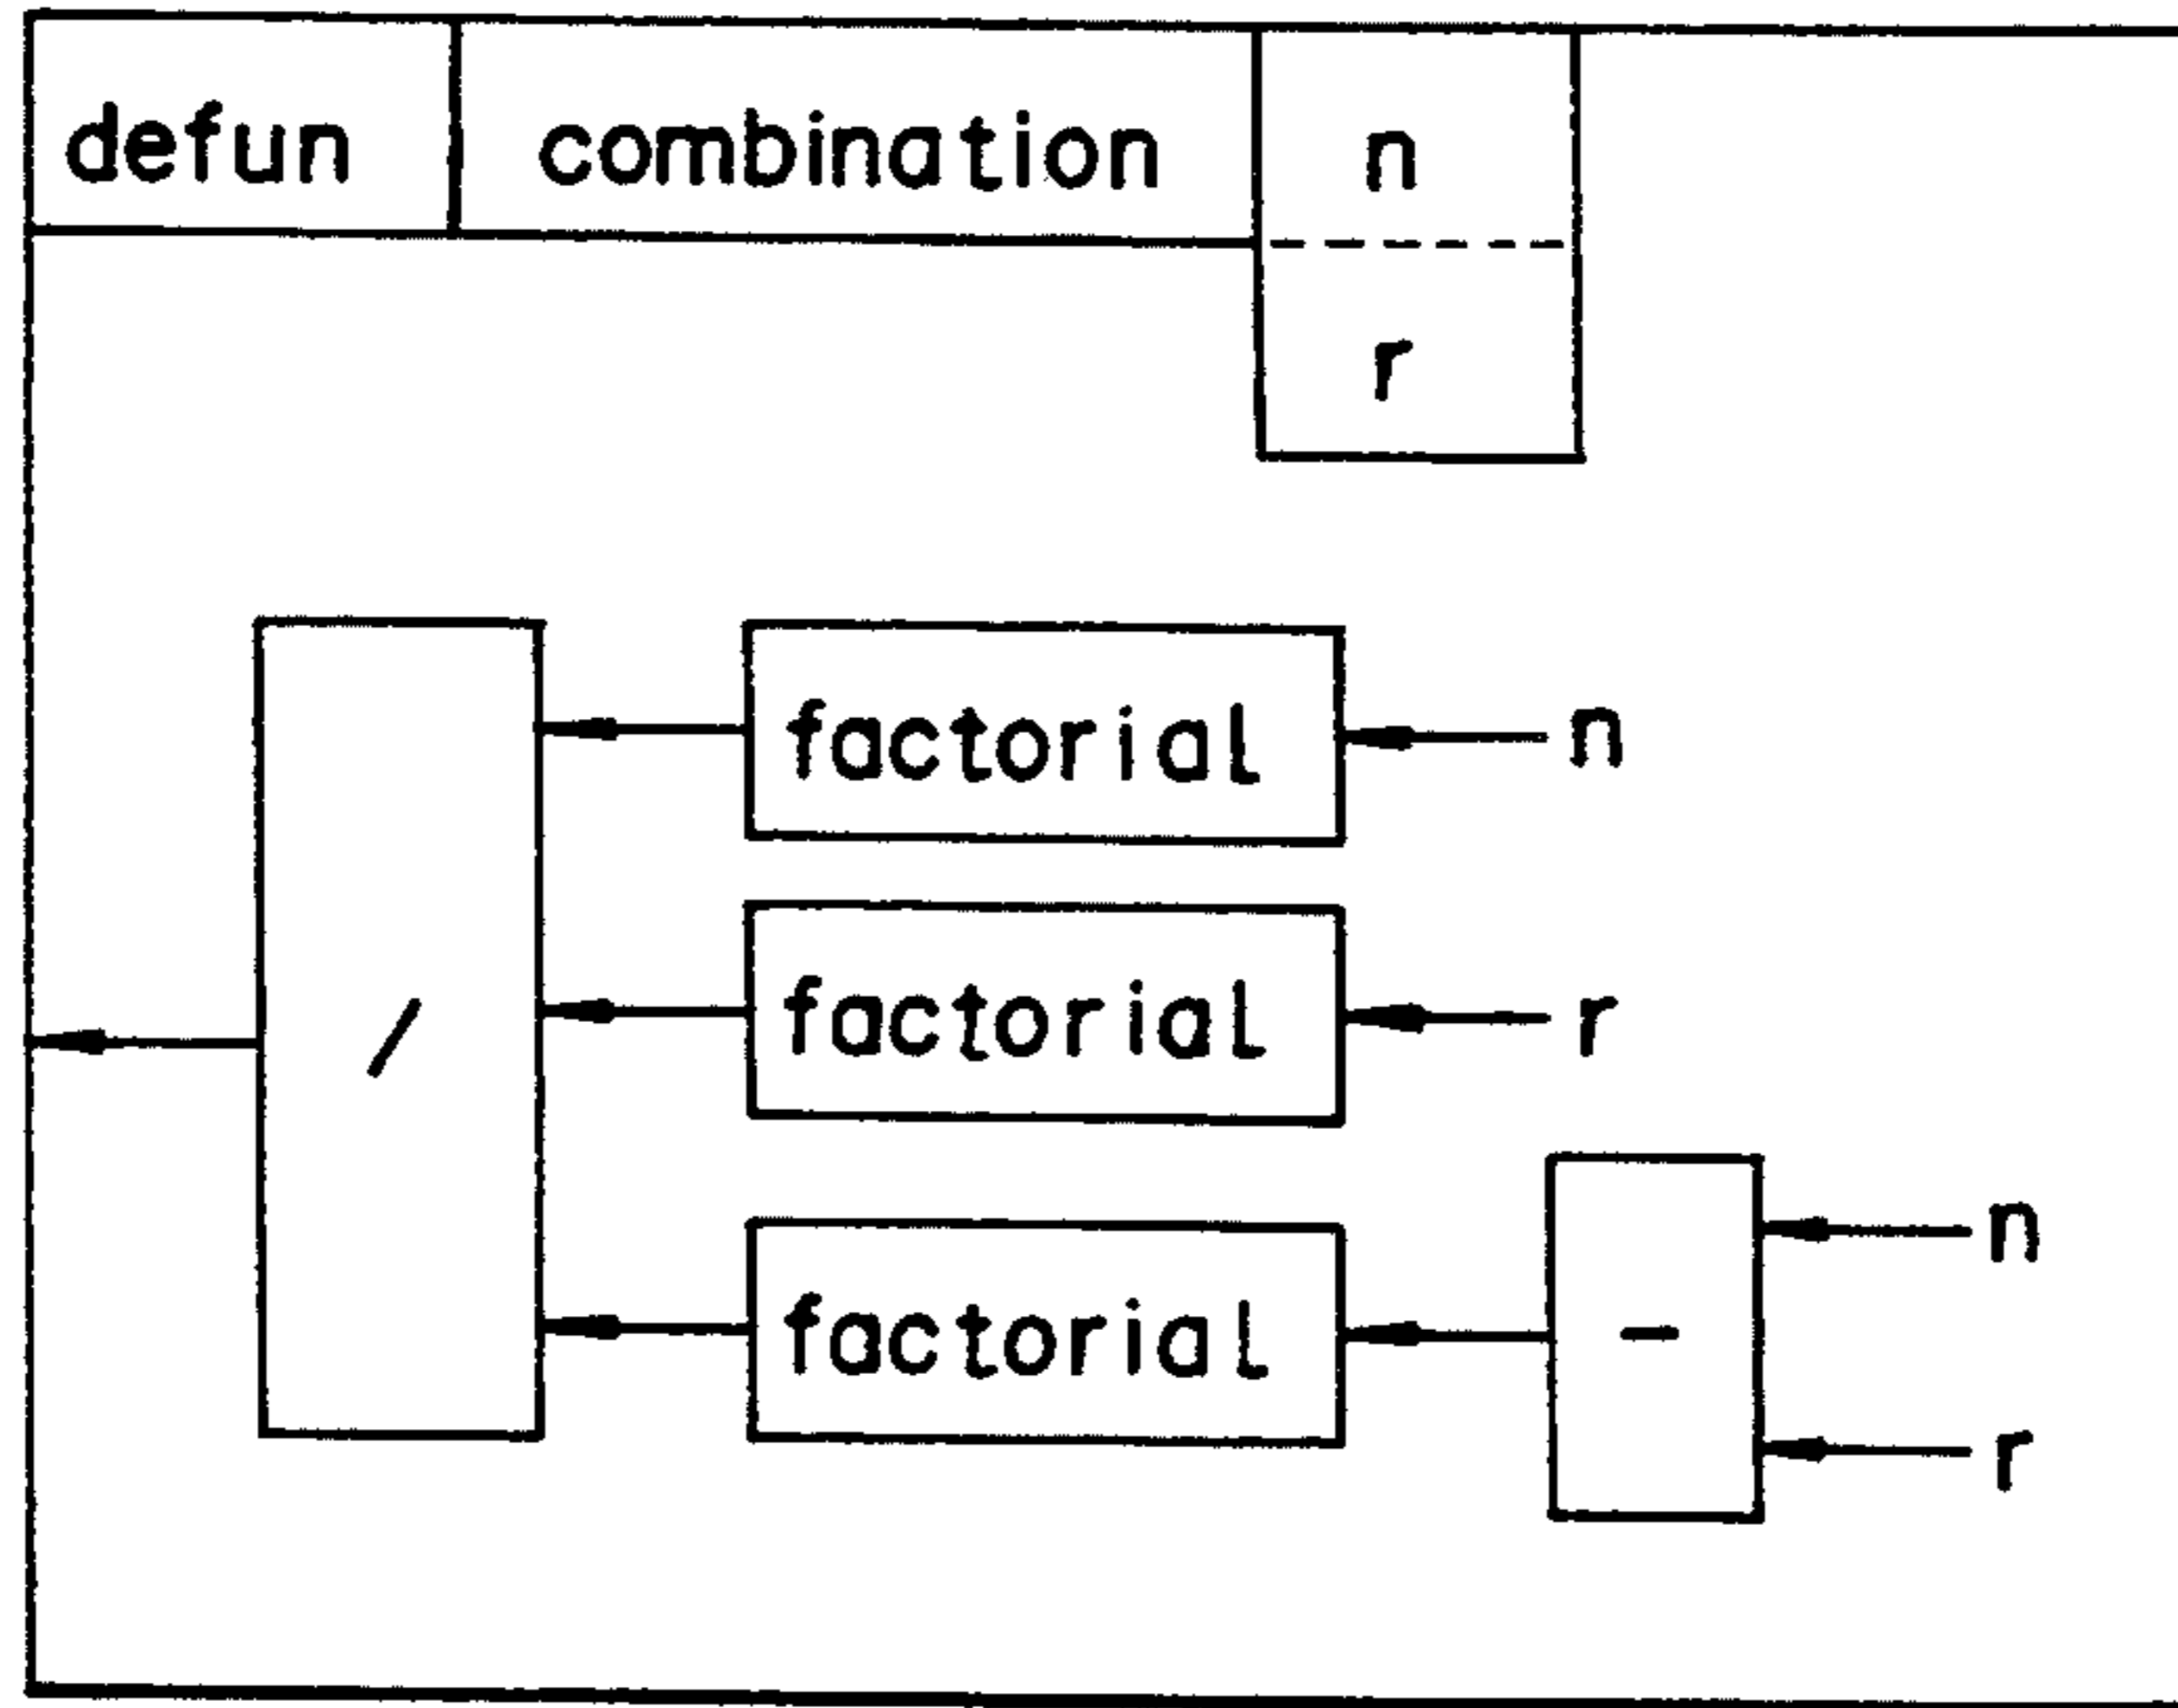 defun combination n
r
factorial n
/ factorial r
factorial - n
r